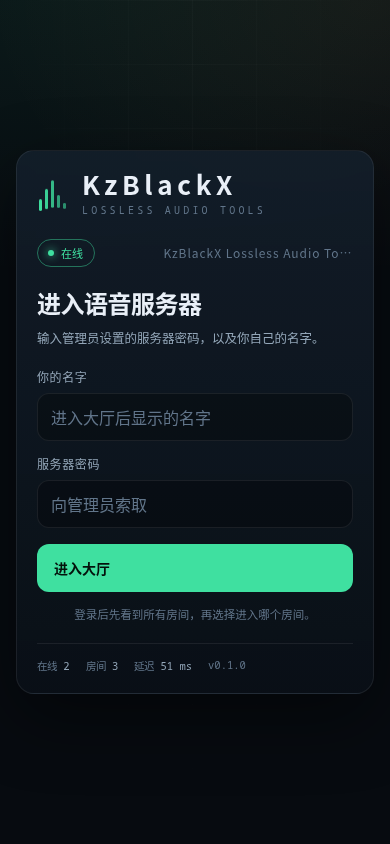 KzBlackX
LOSSLESS AUDIO TOOLS
在线
KzBlackX Lossless Audio To…
进入语音服务器
输入管理员设置的服务器密码，以及你自己的名字。
你的名字
进入大厅后显示的名字
服务器密码
向管理员索取
进入大厅
登录后先看到所有房间，再选择进入哪个房间。
在线 2 房间 3 延迟 51 ms v0.1.0